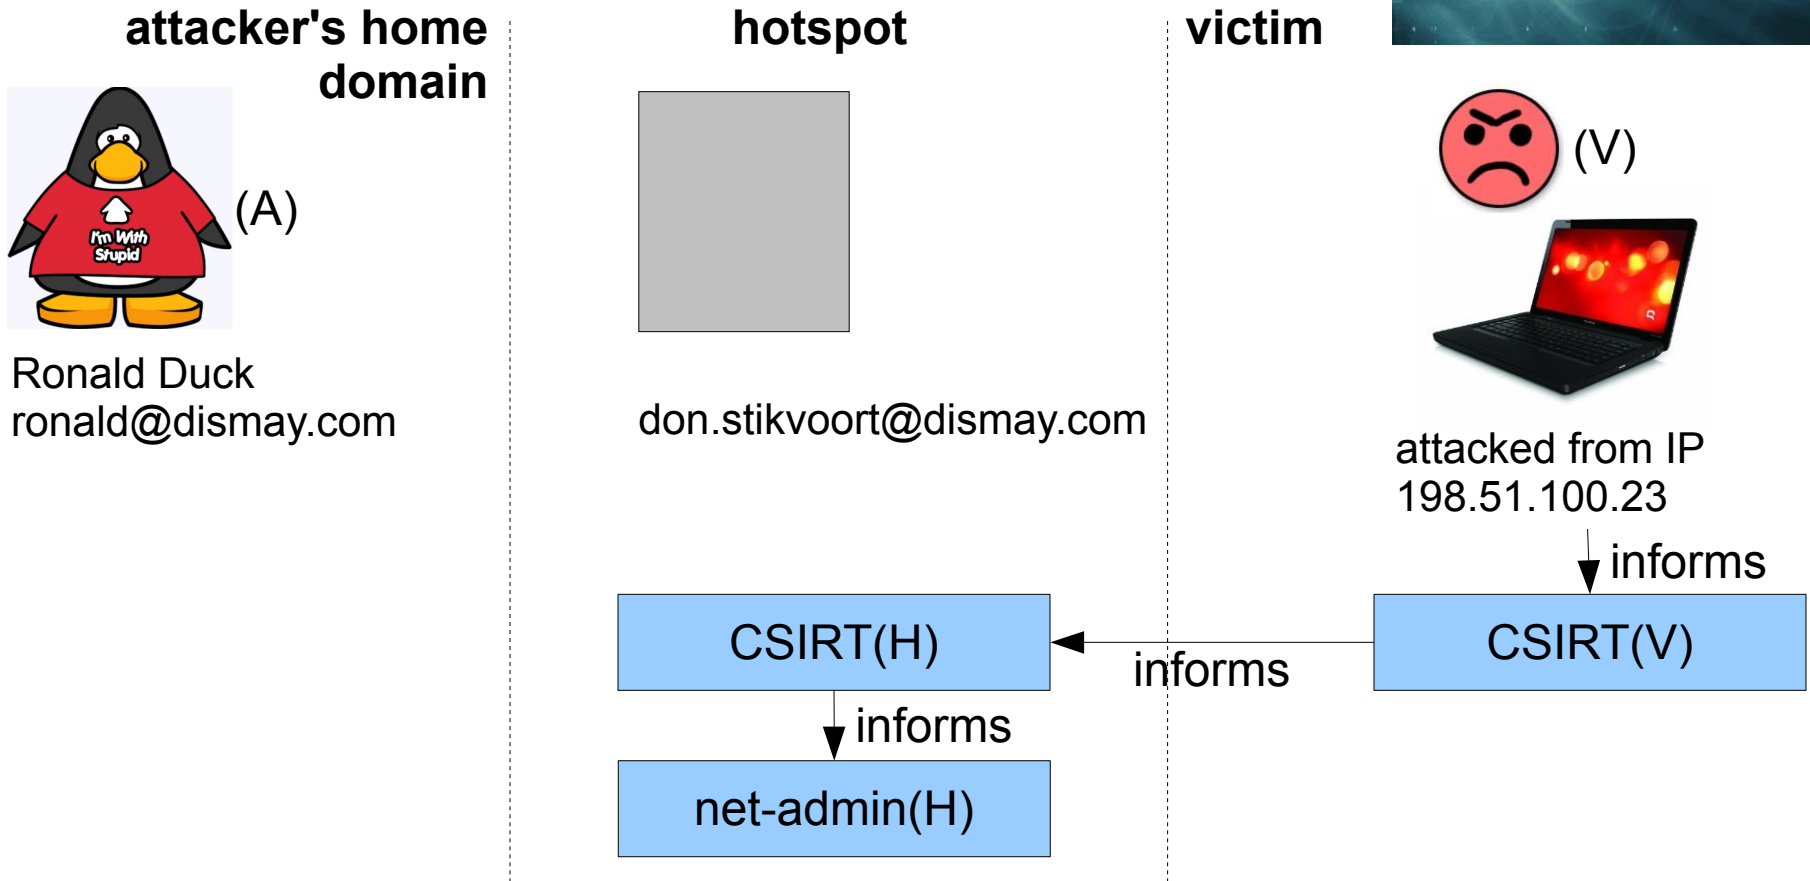 attacker's home
domain
hotspot
victim
(A)
I'm With
Stupid
Ronald Duck
ronald@dismay.com
don.stikvoort@dismay.com
(V)
attacked from IP
198.51.100.23
informs
CSIRT(H)
informs
CSIRT(V)
informs
net-admin(H)